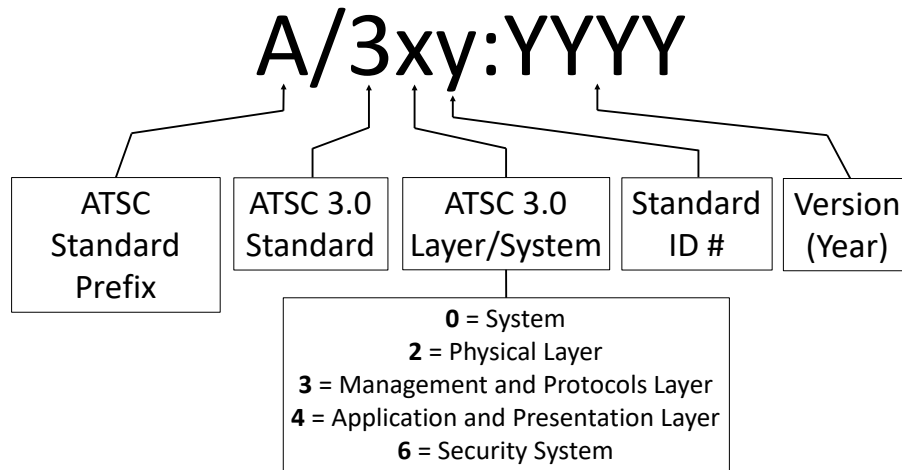 A/3xy:YYYY
ATSC
Standard
Prefix
ATSC 3.0
Standard
ATSC 3.0
Layer/System
Standard
ID #
Version
(Year)
0 = System
2 = Physical Layer
3 = Management and Protocols Layer
4 = Application and Presentation Layer
6 = Security System